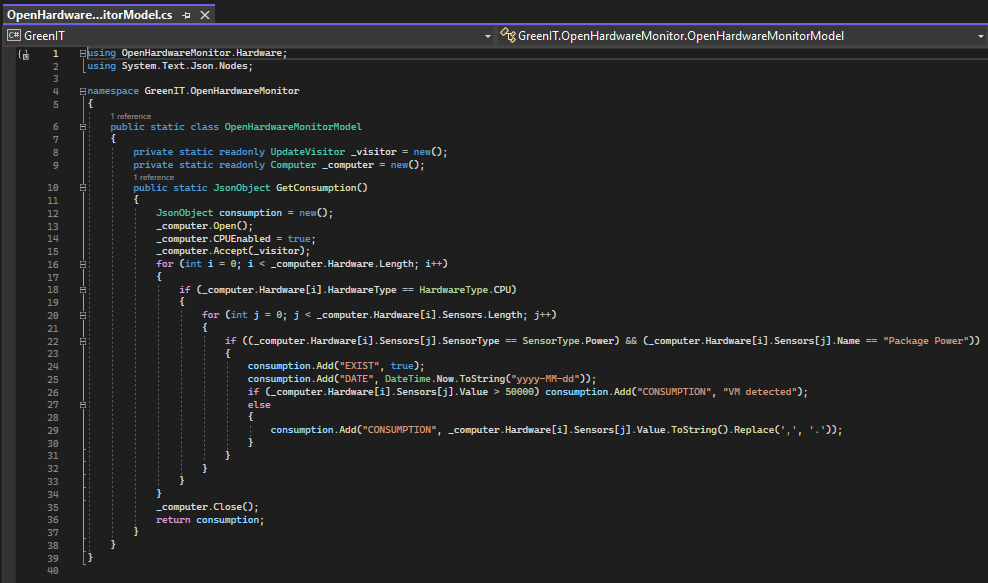 OpenHardware...itorModel.cs
C# GreenIT
GreenIT.OpenHardwareMonitor.OpenHardwareMonitorModel
1 using OpenHardwareMonitor.Hardware;
2 using System.Text.Json.Nodes;
3
4 namespace GreenIT.OpenHardwareMonitor
5 {
1 reference
6 public static class OpenHardwareMonitorModel
7 {
8 private static readonly UpdateVisitor _visitor = new();
9 private static readonly Computer _computer = new();
1 reference
10 public static JsonObject GetConsumption()
11 {
12 JsonObject consumption = new();
13 _computer.Open();
14 _computer.CPUEnabled = true;
15 _computer.Accept(_visitor);
16 for (int i = 0; i < _computer.Hardware.Length; i++)
17 {
18 if (_computer.Hardware[i].HardwareType == HardwareType.CPU)
19 {
20 for (int j = 0; j < _computer.Hardware[i].Sensors.Length; j++)
21 {
22 if ((_computer.Hardware[i].Sensors[j].SensorType == SensorType.Power) && (_computer.Hardware[i].Sensors[j].Name == "Package Power"))
23 {
24 consumption.Add("EXIST", true);
25 consumption.Add("DATE", DateTime.Now.ToString("yyyy-MM-dd"));
26 if (_computer.Hardware[i].Sensors[j].Value > 50000) consumption.Add("CONSUMPTION", "VM detected");
27 else
28 {
29 consumption.Add("CONSUMPTION", _computer.Hardware[i].Sensors[j].Value.ToString().Replace(',', '.'));
30 }
31 }
32 }
33 }
34 }
35 _computer.Close();
36 return consumption;
37 }
38 }
39 }
40